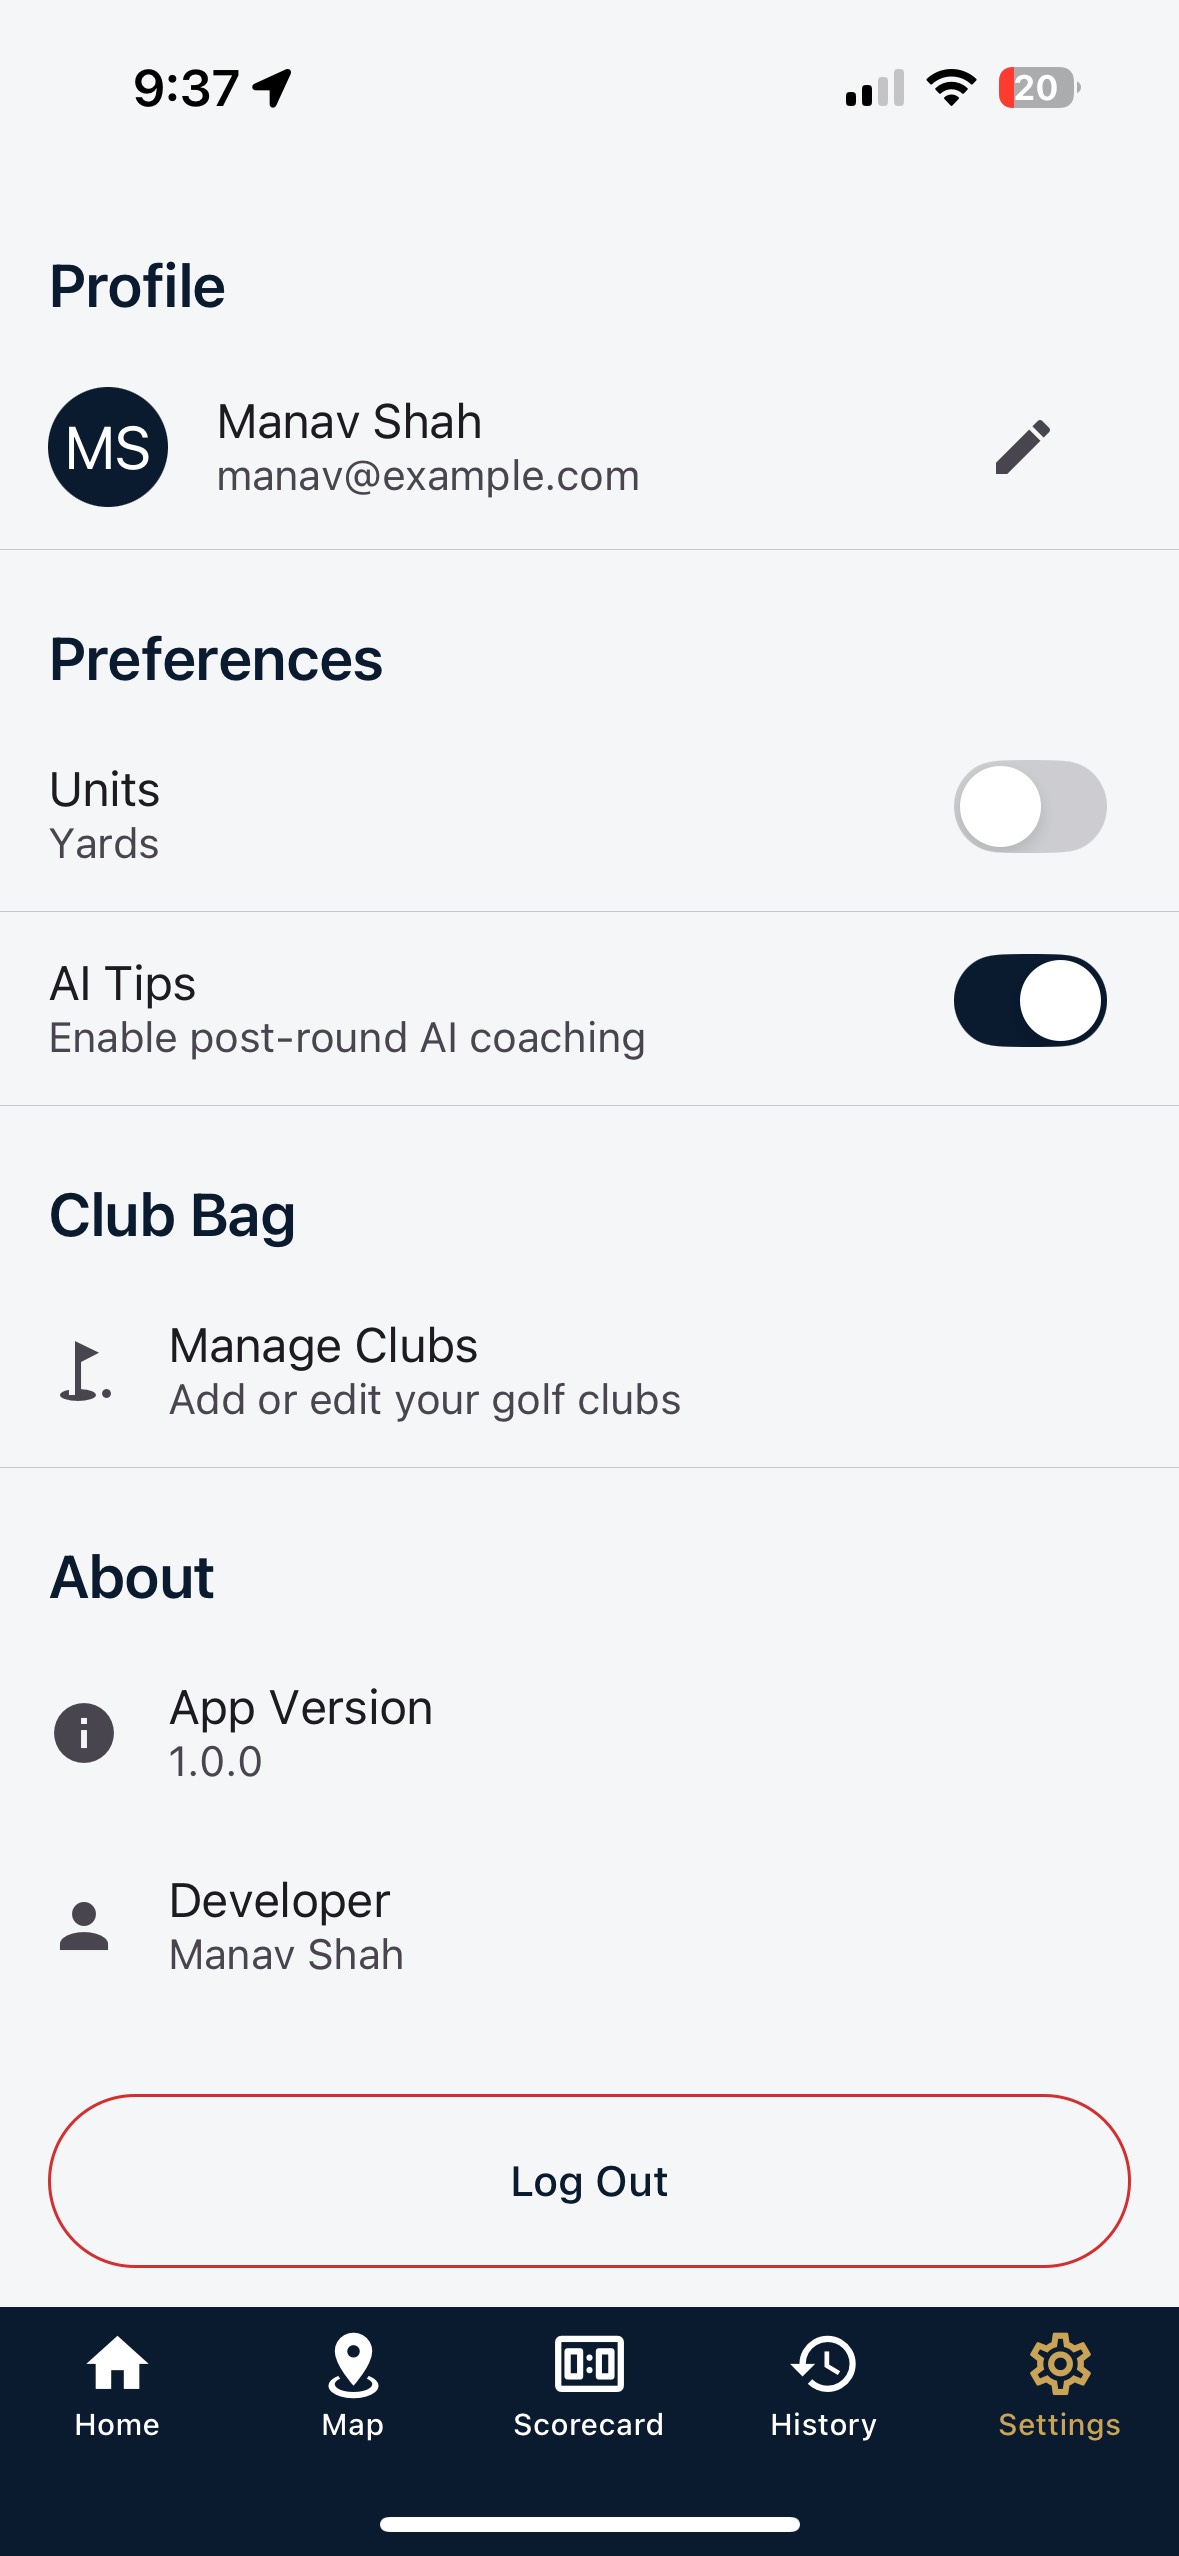 9:37
20
Profile
MS
Manav Shah
manav@example.com
Preferences
Units
Yards
AI Tips
Enable post-round AI coaching
Club Bag
Manage Clubs
Add or edit your golf clubs
About
App Version
1.0.0
Developer
Manav Shah
Log Out
Home Map Scorecard History Settings